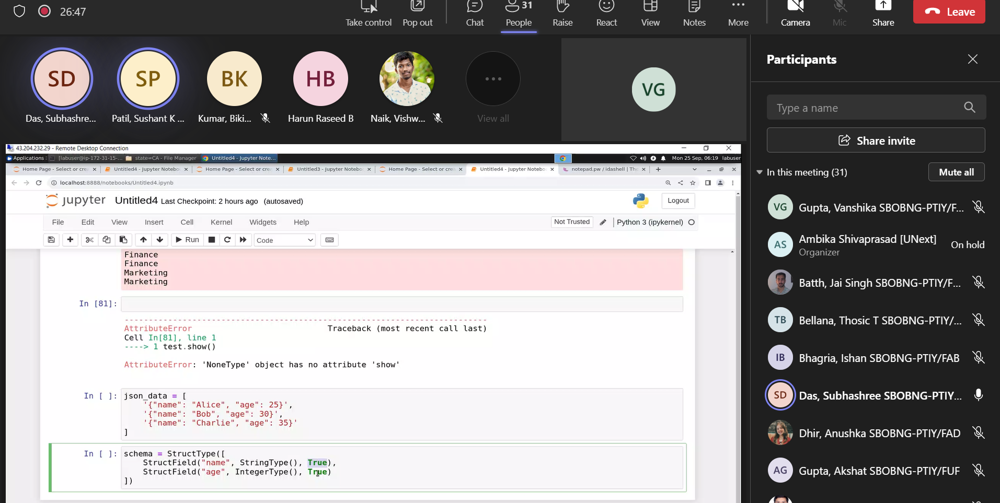 26:47
Take control
Pop out
Chat
31
People
Raise
React
View
Notes
More
Camera
Mic
Share
Leave
SD
SP
BK
HB
Das, Subhashre...
Patil, Sushant K ...
Kumar, Biki...
Harun Raseed B
Naik, Vishw...
View all
VG
Participants
Type a name
Share invite
In this meeting (31)
Mute all
VG
Gupta, Vanshika SBOBNG-PTIY/F...
AS
Ambika Shivaprasad [UNext]
Organizer
On hold
Batth, Jai Singh SBOBNG-PTIY/F...
TB
Bellana, Thosic T SBOBNG-PTIY/...
IB
Bhagria, Ishan SBOBNG-PTIY/FAB
SD
Das, Subhashree SBOBNG-PTIY...
Dhir, Anushka SBOBNG-PTIY/FAD
AG
Gupta, Akshat SBOBNG-PTIY/FUF
43.204.232.29 - Remote Desktop Connection
Applications
[labuser@ip-172-31-15-...
state=CA - File Manager
Untitled4 - Jupyter Note...
Mon 25 Sep, 06:19 labuser
Home Page - Select or crea
Untitled4 - Jupyter Notebo
Home Page - Select or crea
Untitled3 - Jupyter Notebo
Home Page - Select or crea
Untitled4 - Jupyter Notebo
notepad.pw / idashell | Th
localhost:8888/notebooks/Untitled4.ipynb
jupyter Untitled4 Last Checkpoint: 2 hours ago (autosaved)
Logout
File Edit View Insert Cell Kernel Widgets Help
Not Trusted
Python 3 (ipykernel)
Run
Code
Finance
Finance
Marketing
Marketing
In [81]:
---------------------------------------------------------------------------
AttributeError Traceback (most recent call last)
Cell In[81], line 1
----> 1 test.show()
AttributeError: 'NoneType' object has no attribute 'show'
In [ ]: json_data = [
'{"name": "Alice", "age": 25}',
'{"name": "Bob", "age": 30}',
'{"name": "Charlie", "age": 35}'
]
In [ ]: schema = StructType([
StructField("name", StringType(), True),
StructField("age", IntegerType(), True)
])